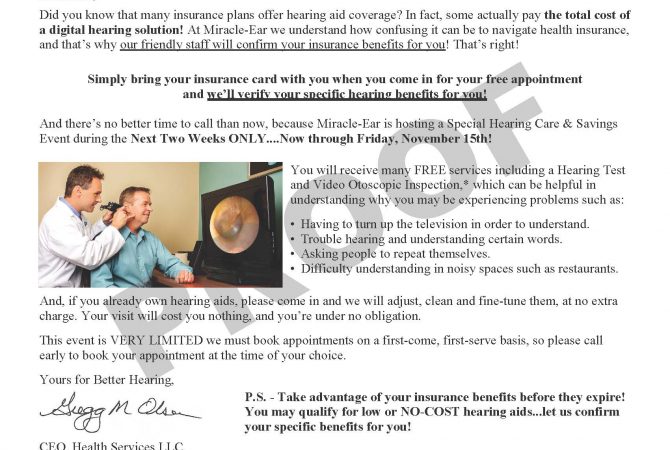 Did you know that many insurance plans offer hearing aid coverage? In fact, some actually pay the total cost of
a digital hearing solution! At Miracle-Ear we understand how confusing it can be to navigate health insurance,
and that's why our friendly staff will confirm your insurance benefits for you! That's right!
Simply bring your insurance card with you when you come in for your free appointment
and we'll verify your specific hearing benefits for you!
And there's no better time to call than now, because Miracle-Ear is hosting a Special Hearing Care & Savings
Event during the Next Two Weeks ONLY....Now through Friday, November 15th!
You will receive many FREE services including a Hearing Test
and Video Otoscopic Inspection,* which can be helpful in
understanding why you may be experiencing problems such as:
• Having to turn up the television in order to understand.
• Trouble hearing and understanding certain words.
• Asking people to repeat themselves.
• Difficulty understanding in noisy spaces such as restaurants.
And, if you already own hearing aids, please come in and we will adjust, clean and fine-tune them, at no extra
charge. Your visit will cost you nothing, and you're under no obligation.
This event is VERY LIMITED we must book appointments on a first-come, first-serve basis, so please call
early to book your appointment at the time of your choice.
Yours for Better Hearing,
Gregg M Olsen
P.S. - Take advantage of your insurance benefits before they expire!
You may qualify for low or NO-COST hearing aids...let us confirm
your specific benefits for you!
CEO, Health Services LLC
PROOF